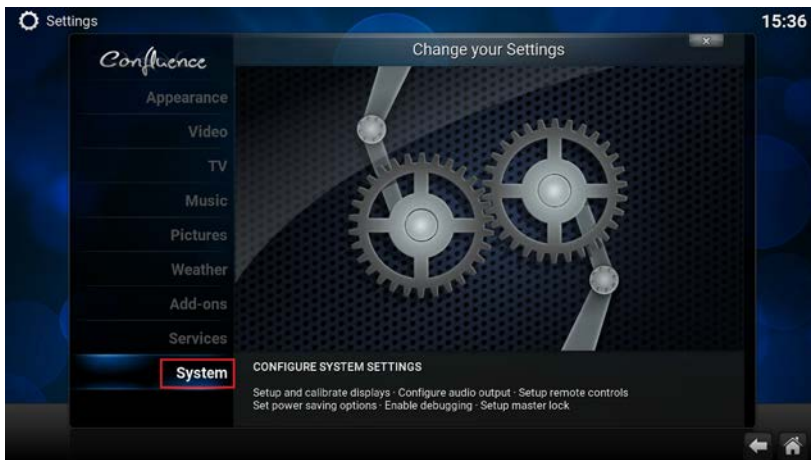 Settings
15:36
Confluence
Change your Settings
Appearance
Video
TV
Music
Pictures
Weather
Add-ons
Services
System
CONFIGURE SYSTEM SETTINGS
Setup and calibrate displays · Configure audio output · Setup remote controls
Set power saving options · Enable debugging · Setup master lock